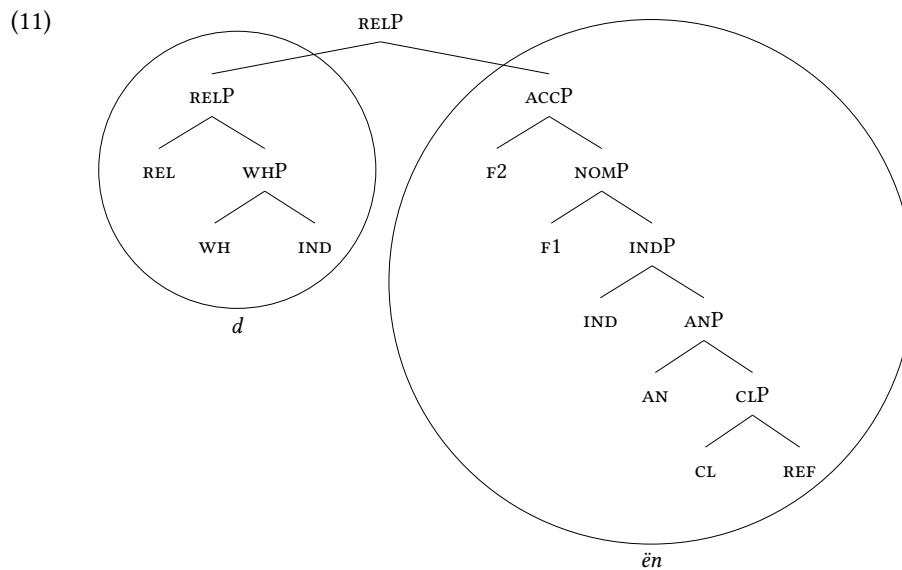 (11)
RELP
RELP ACCP
REL WHP F2 NOMP
WH IND F1 INDP
d IND ANP
AN CLP
CL REF
ën